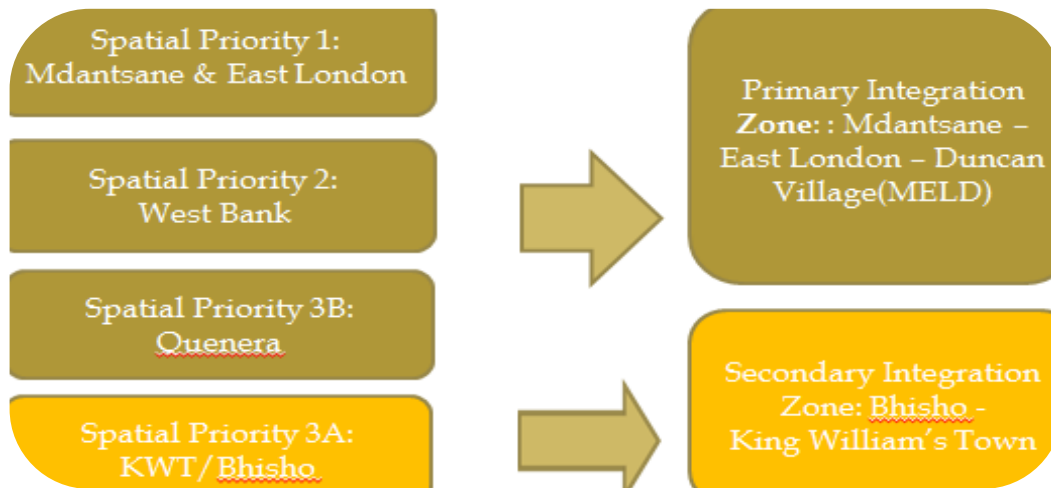 Spatial Priority 1:
Mdantsane & East London
Spatial Priority 2:
West Bank
Spatial Priority 3B:
Quenera
Spatial Priority 3A:
KWT/Bhisho
Primary Integration
Zone: : Mdantsane –
East London – Duncan
Village(MELD)
Secondary Integration
Zone: Bhisho -
King William’s Town